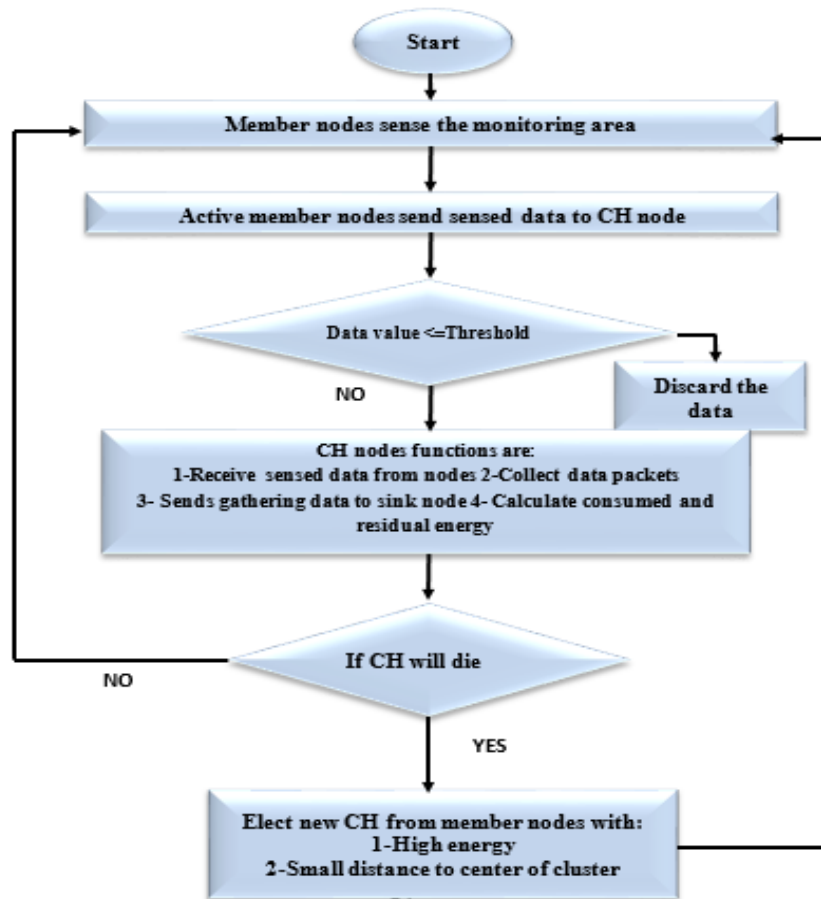 Start
Member nodes sense the monitoring area
Active member nodes send sensed data to CH node
Data value <=Threshold
Discard the
data
NO
CH nodes functions are:
1-Receive sensed data from nodes 2-Collect data packets
3- Sends gathering data to sink node 4- Calculate consumed and
residual energy
If CH will die
NO
YES
Elect new CH from member nodes with:
1-High energy
2-Small distance to center of cluster